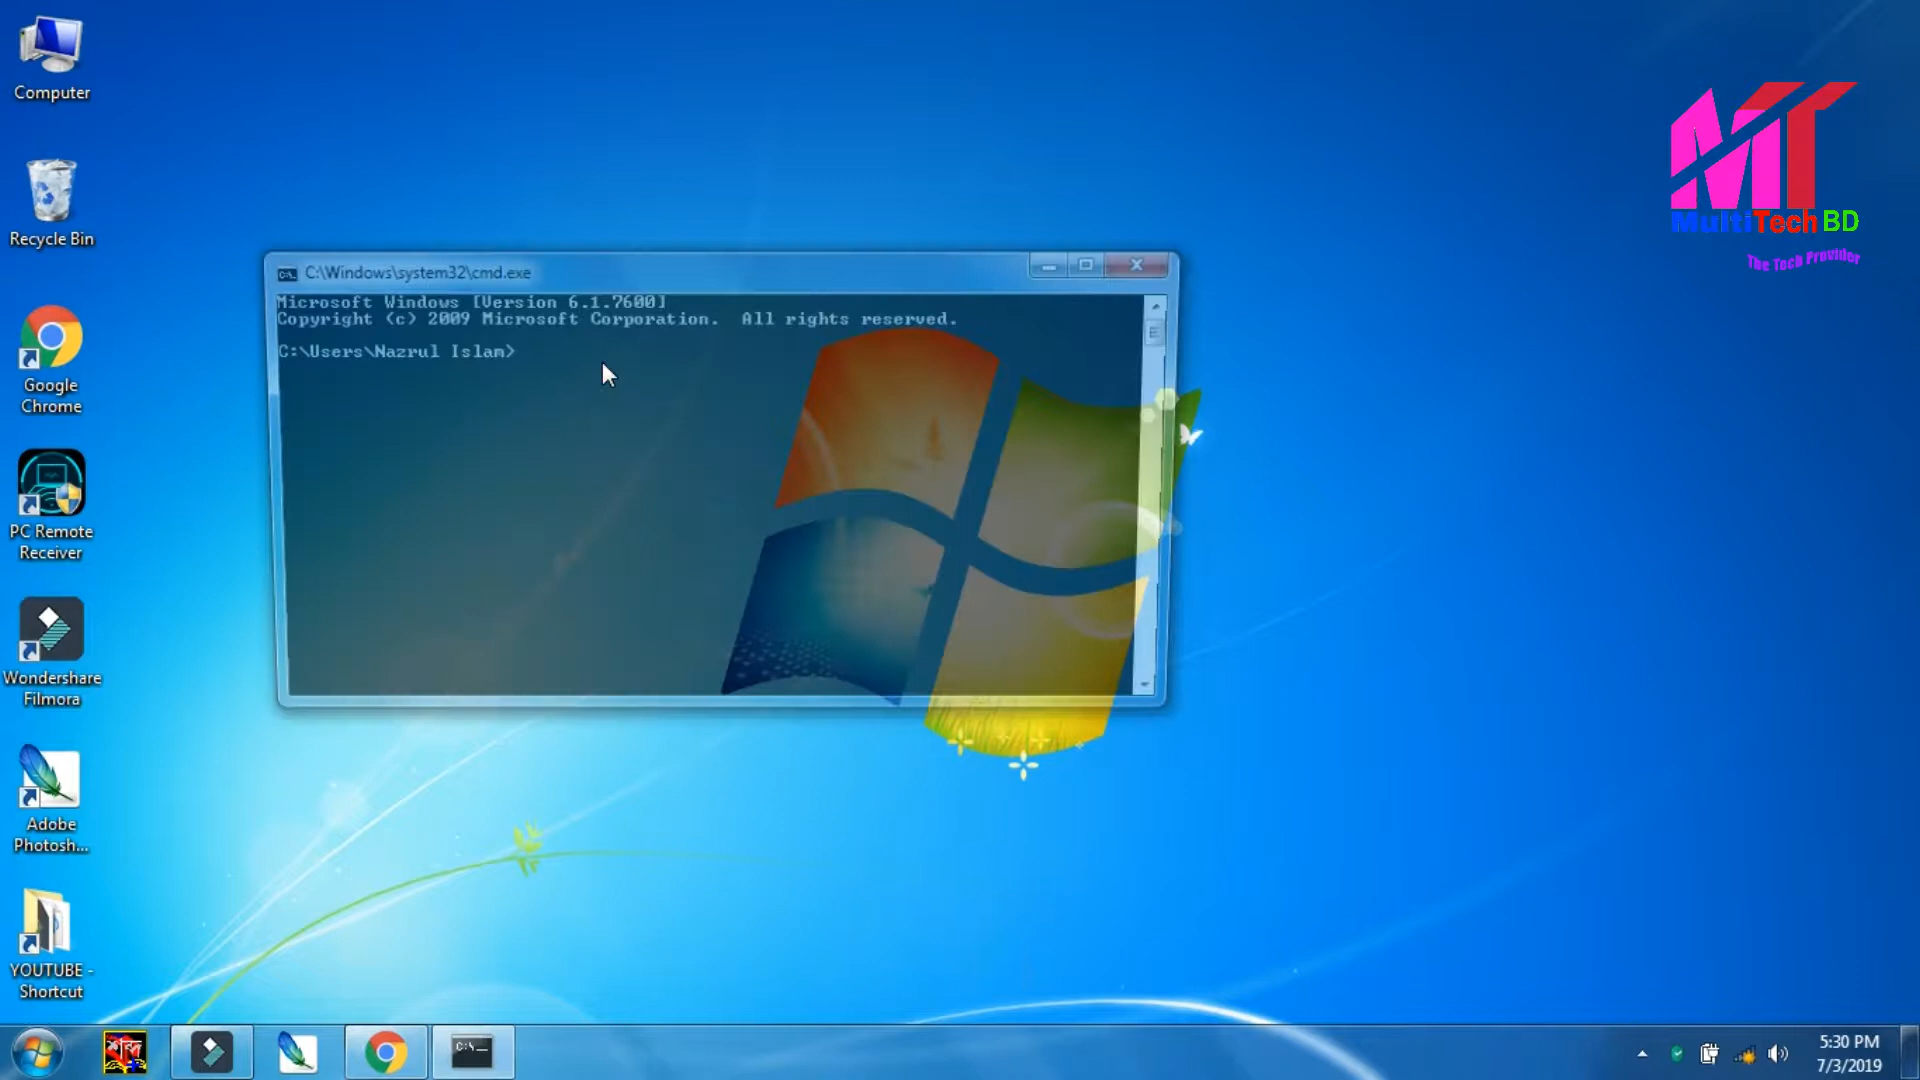 Computer
Recycle Bin
Google
Chrome
PC Remote
Receiver
Wondershare
Filmora
Adobe
Photosh...
YOUTUBE -
Shortcut
C:\Windows\system32\cmd.exe
Microsoft Windows [Version 6.1.7600]
Copyright (c) 2009 Microsoft Corporation.  All rights reserved.
C:\Users\Nazrul Islam>
MT
MultiTech BD
The Tech Provider
শব্দ
C:\_
5:30 PM
7/3/2019